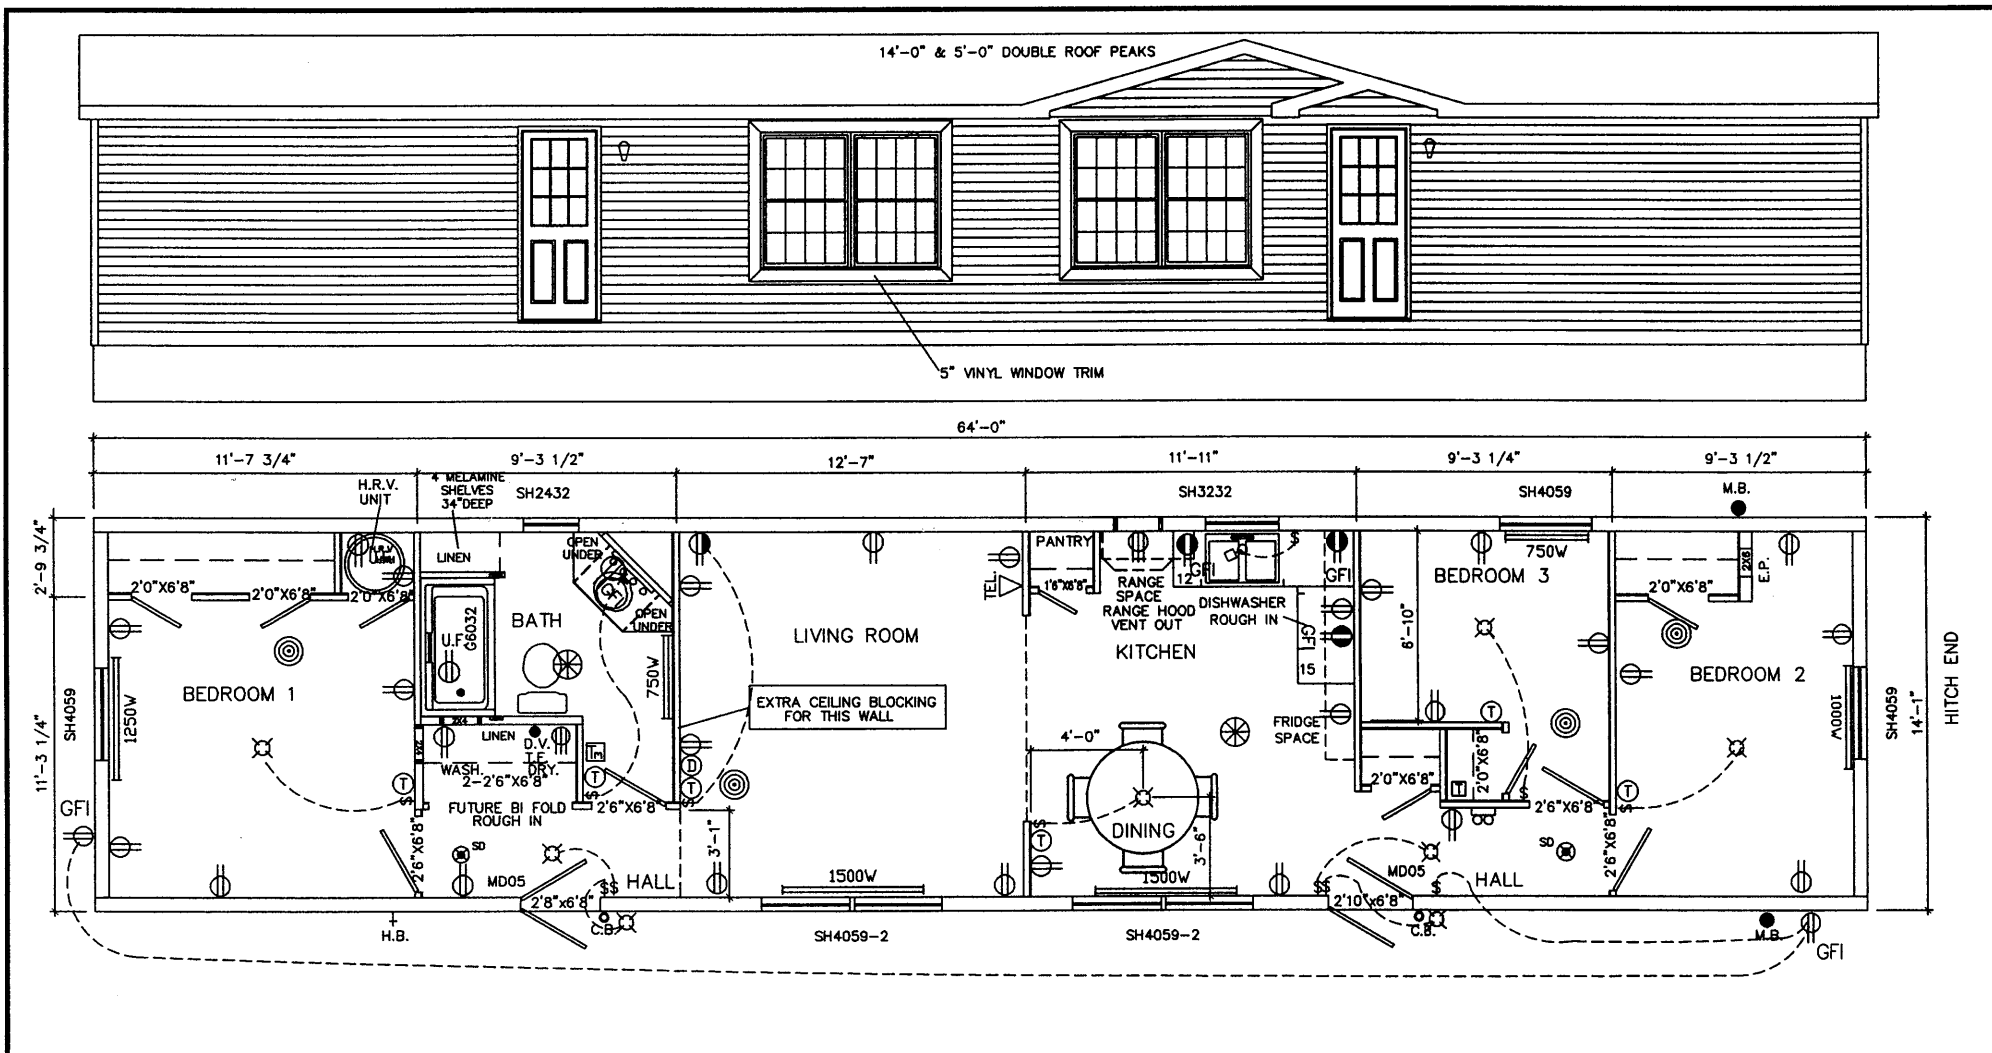 14'-0" & 5'-0" DOUBLE ROOF PEAKS
5" VINYL WINDOW TRIM
64'-0"
11'-7 3/4"
9'-3 1/2"
12'-7"
11'-11"
9'-3 1/4"
9'-3 1/2"
H.R.V.
UNIT
4 MELAMINE
SHELVES
34"DEEP
SH2432
SH3232
SH4059
M.B.
2'-9 3/4"
11'-3 1/4"
SH4059
1250W
2'0"X6'8"
2'0"X6'8"
2'0"X6'8"
BEDROOM 1
LINEN
U.F.
G6032
BATH
OPEN
UNDER
GFI
OPEN
UNDER
750W
2X4
LINEN
2X4
WASH.
D.V.
T.E.
DRY.
2-2'6"X6'8"
FUTURE BI FOLD
ROUGH IN
Tm
T
S
2'6"X6'8"
T
S
D
T
S
LIVING ROOM
EXTRA CEILING BLOCKING
FOR THIS WALL
TEL.
PANTRY
1'6"X6'8"
RANGE
SPACE
RANGE HOOD
VENT OUT
12
GFI
S
GFI
DISHWASHER
ROUGH IN
GFI
15
KITCHEN
FRIDGE
SPACE
4'-0"
DINING
3'-6"
S
T
750W
BEDROOM 3
6'-10"
T
2'0"X6'8"
2'0"X6'8"
T
S
2'6"X6'8"
T
S
2'0"X6'8"
2X6
E.P.
BEDROOM 2
1000W
SH4059
14'-1"
HITCH END
GFI
2'6"X6'8"
SD
MD05
2'8"x6'8"
SS
HALL
3'-1"
1500W
1500W
SS
MD05
2'10"x6'8"
S
HALL
SD
2'6"X6'8"
H.B.
C.B.
SH4059-2
SH4059-2
C.B.
M.B.
GFI